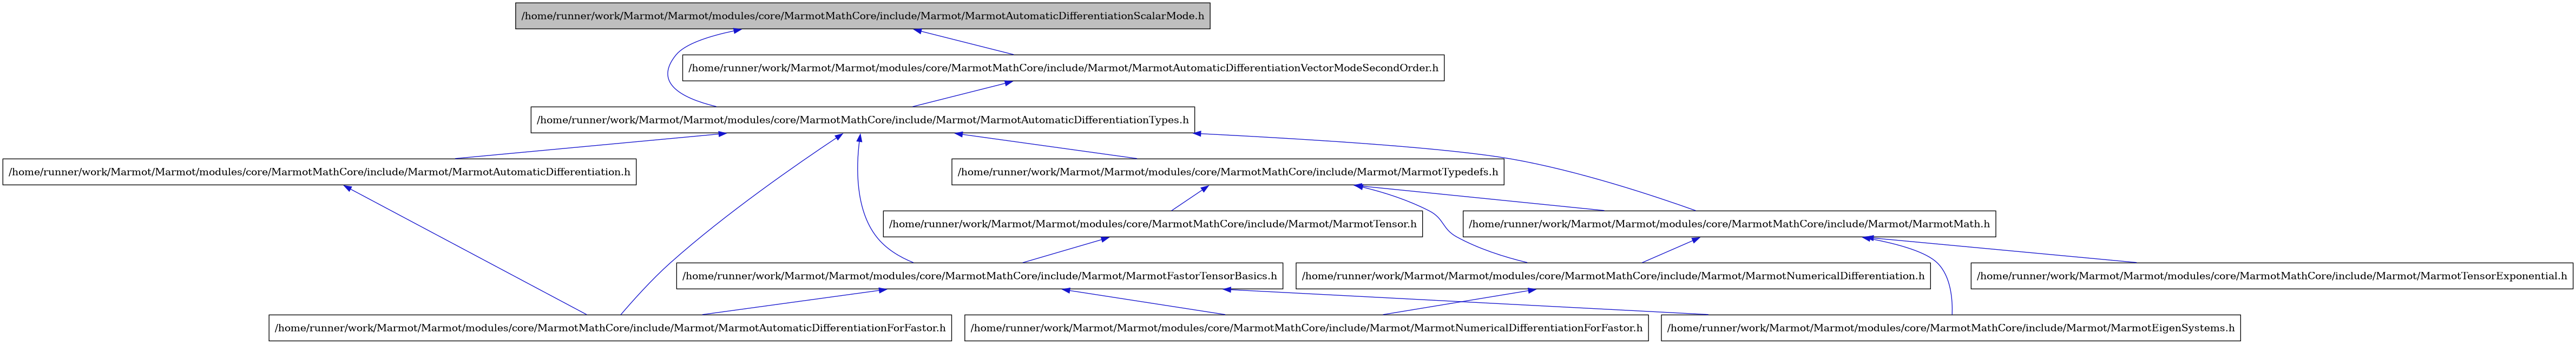 /home/runner/work/Marmot/Marmot/modules/core/MarmotMathCore/include/Marmot/MarmotAutomaticDifferentiationScalarMode.h
/home/runner/work/Marmot/Marmot/modules/core/MarmotMathCore/include/Marmot/MarmotAutomaticDifferentiationVectorModeSecondOrder.h
/home/runner/work/Marmot/Marmot/modules/core/MarmotMathCore/include/Marmot/MarmotAutomaticDifferentiationTypes.h
/home/runner/work/Marmot/Marmot/modules/core/MarmotMathCore/include/Marmot/MarmotAutomaticDifferentiation.h
/home/runner/work/Marmot/Marmot/modules/core/MarmotMathCore/include/Marmot/MarmotTypedefs.h
/home/runner/work/Marmot/Marmot/modules/core/MarmotMathCore/include/Marmot/MarmotTensor.h
/home/runner/work/Marmot/Marmot/modules/core/MarmotMathCore/include/Marmot/MarmotMath.h
/home/runner/work/Marmot/Marmot/modules/core/MarmotMathCore/include/Marmot/MarmotFastorTensorBasics.h
/home/runner/work/Marmot/Marmot/modules/core/MarmotMathCore/include/Marmot/MarmotNumericalDifferentiation.h
/home/runner/work/Marmot/Marmot/modules/core/MarmotMathCore/include/Marmot/MarmotTensorExponential.h
/home/runner/work/Marmot/Marmot/modules/core/MarmotMathCore/include/Marmot/MarmotAutomaticDifferentiationForFastor.h
/home/runner/work/Marmot/Marmot/modules/core/MarmotMathCore/include/Marmot/MarmotNumericalDifferentiationForFastor.h
/home/runner/work/Marmot/Marmot/modules/core/MarmotMathCore/include/Marmot/MarmotEigenSystems.h